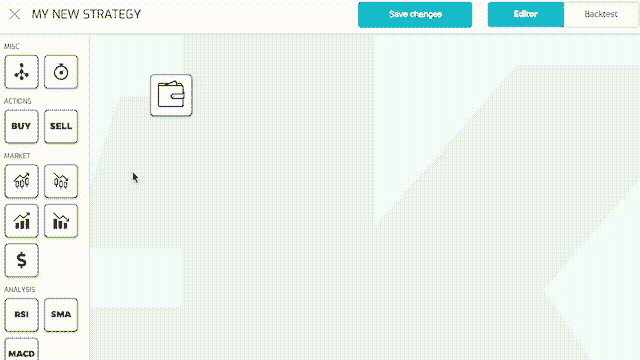 MY NEW STRATEGY
Save changes
Editor
Backtest
MISC
ACTIONS
BUY
SELL
MARKET
$
ANALYSIS
RSI
SMA
MACD